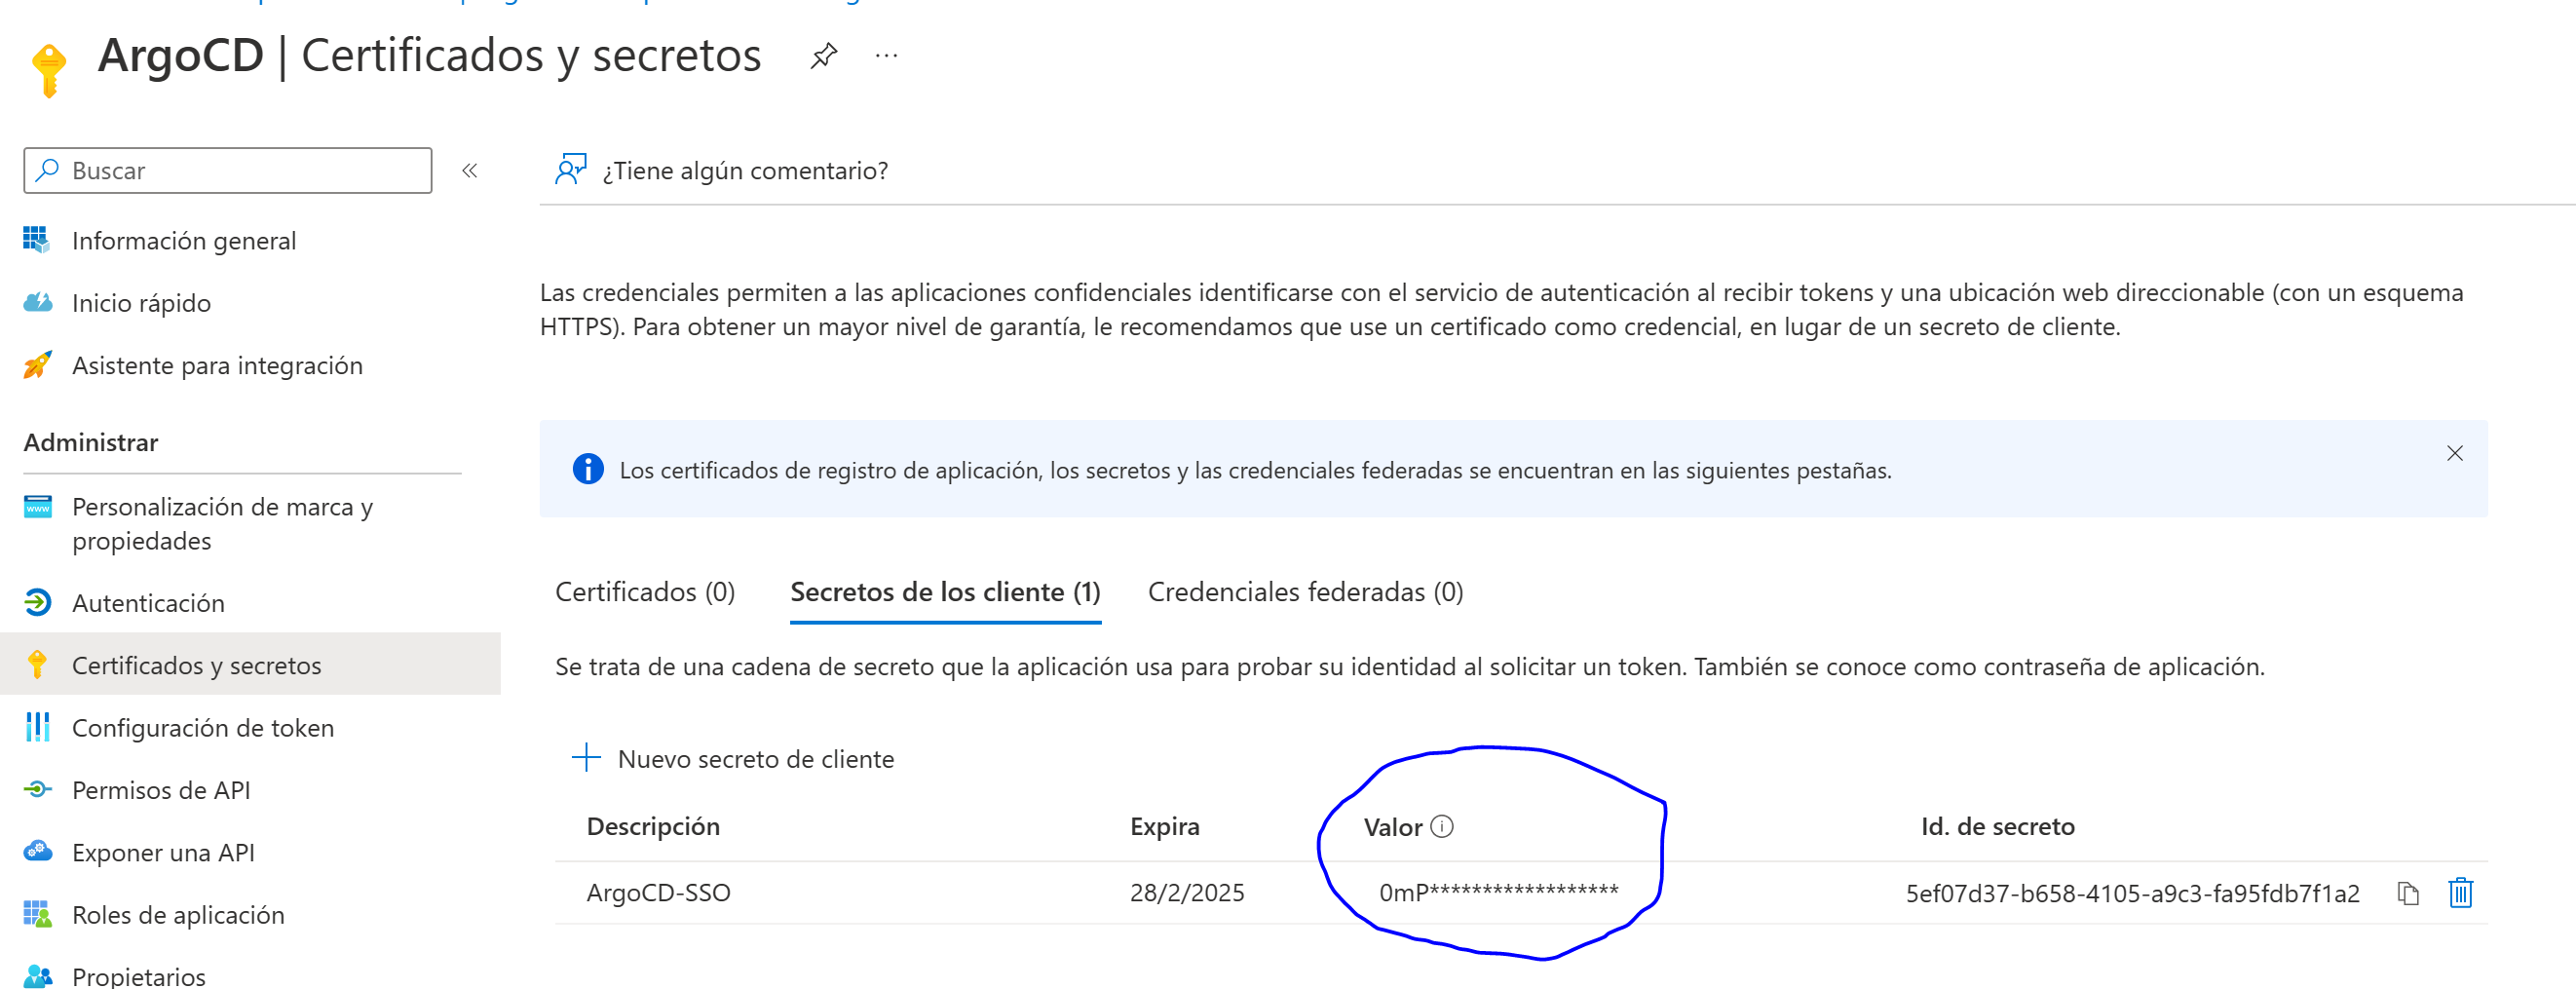 ArgoCD | Certificados y secretos
Buscar
¿Tiene algún comentario?
Información general
Inicio rápido
Asistente para integración
Administrar
Personalización de marca y
propiedades
Autenticación
Certificados y secretos
Configuración de token
Permisos de API
Exponer una API
Roles de aplicación
Propietarios
Las credenciales permiten a las aplicaciones confidenciales identificarse con el servicio de autenticación al recibir tokens y una ubicación web direccionable (con un esquema
HTTPS). Para obtener un mayor nivel de garantía, le recomendamos que use un certificado como credencial, en lugar de un secreto de cliente.
Los certificados de registro de aplicación, los secretos y las credenciales federadas se encuentran en las siguientes pestañas.
Certificados (0) Secretos de los cliente (1) Credenciales federadas (0)
Se trata de una cadena de secreto que la aplicación usa para probar su identidad al solicitar un token. También se conoce como contraseña de aplicación.
Nuevo secreto de cliente
Descripción Expira Valor Id. de secreto
ArgoCD-SSO 28/2/2025 0mP****************** 5ef07d37-b658-4105-a9c3-fa95fdb7f1a2